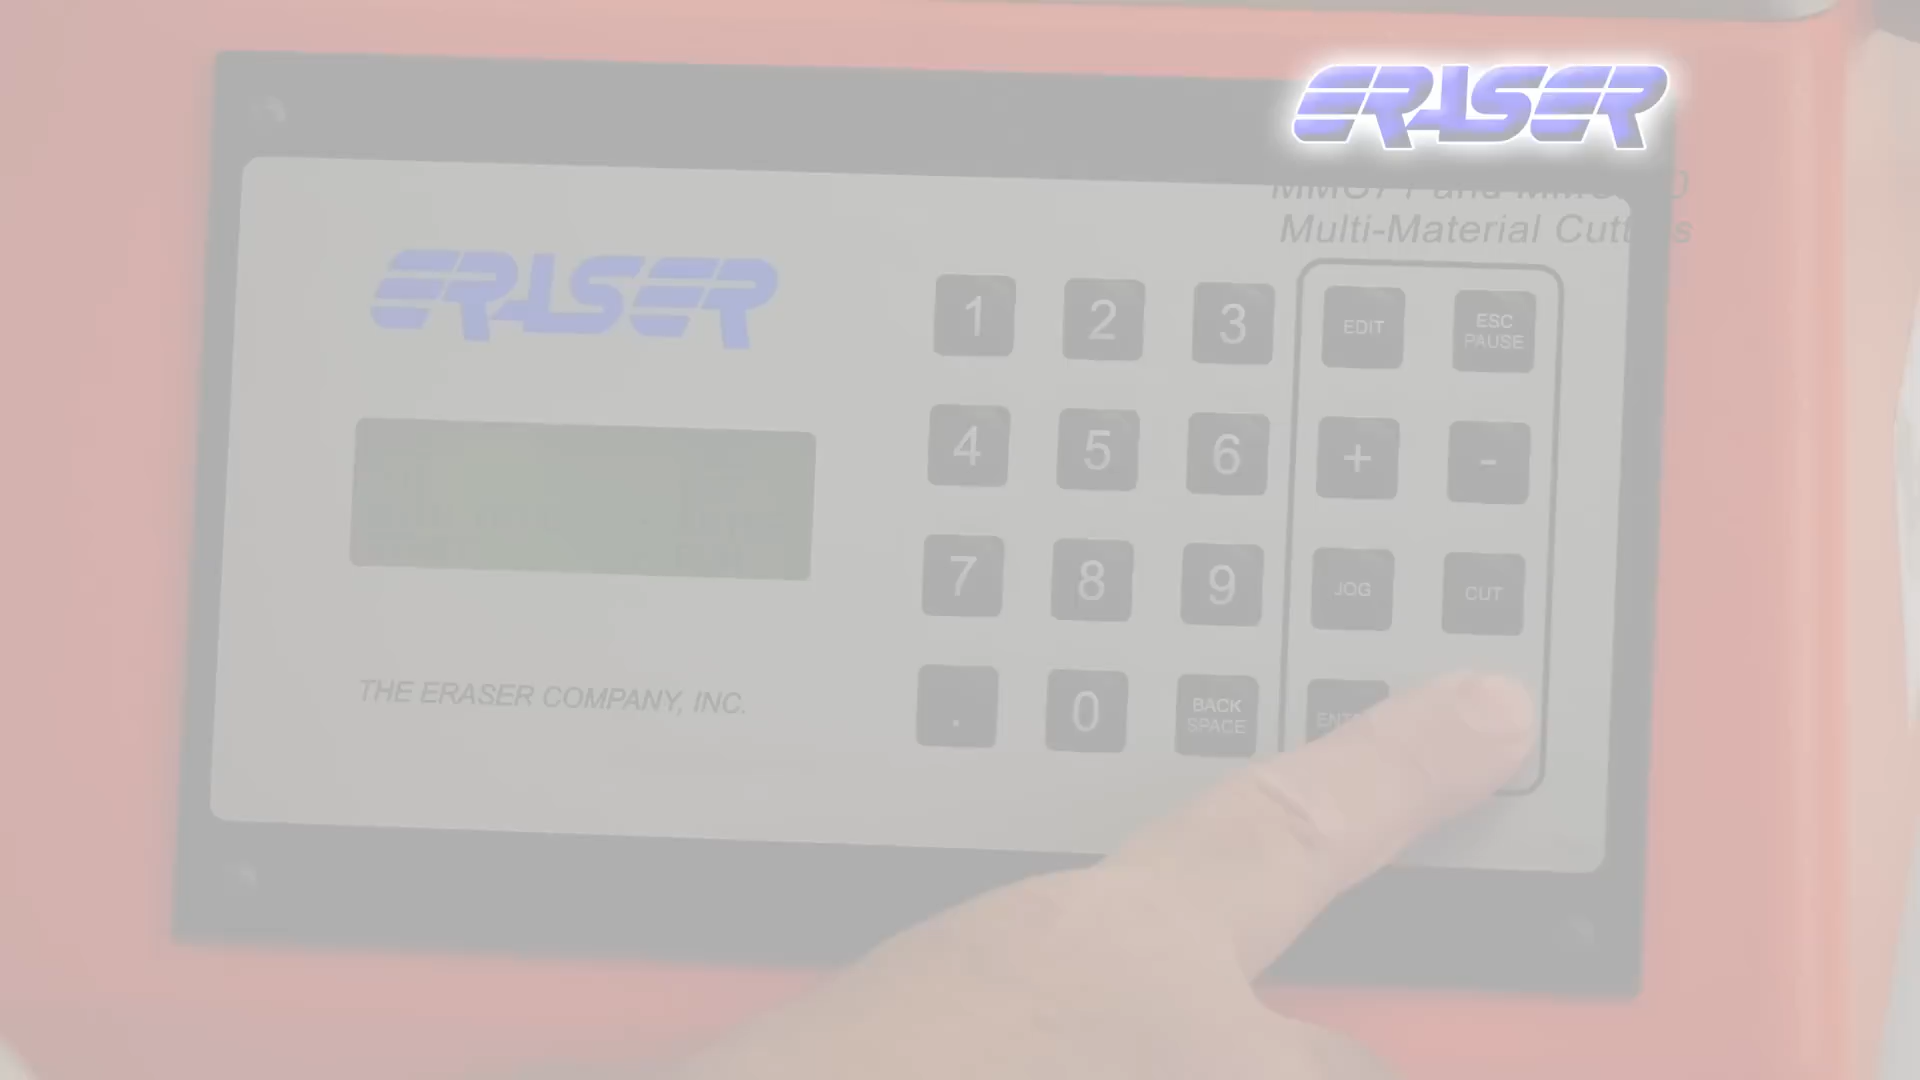 ERASER
Multi-Material
ERASER
1 2 3 EDIT ESC PAUSE
4 5 6 + -
7 8 9 JOG CUT
THE ERASER COMPANY, INC.
. 0 BACK SPACE